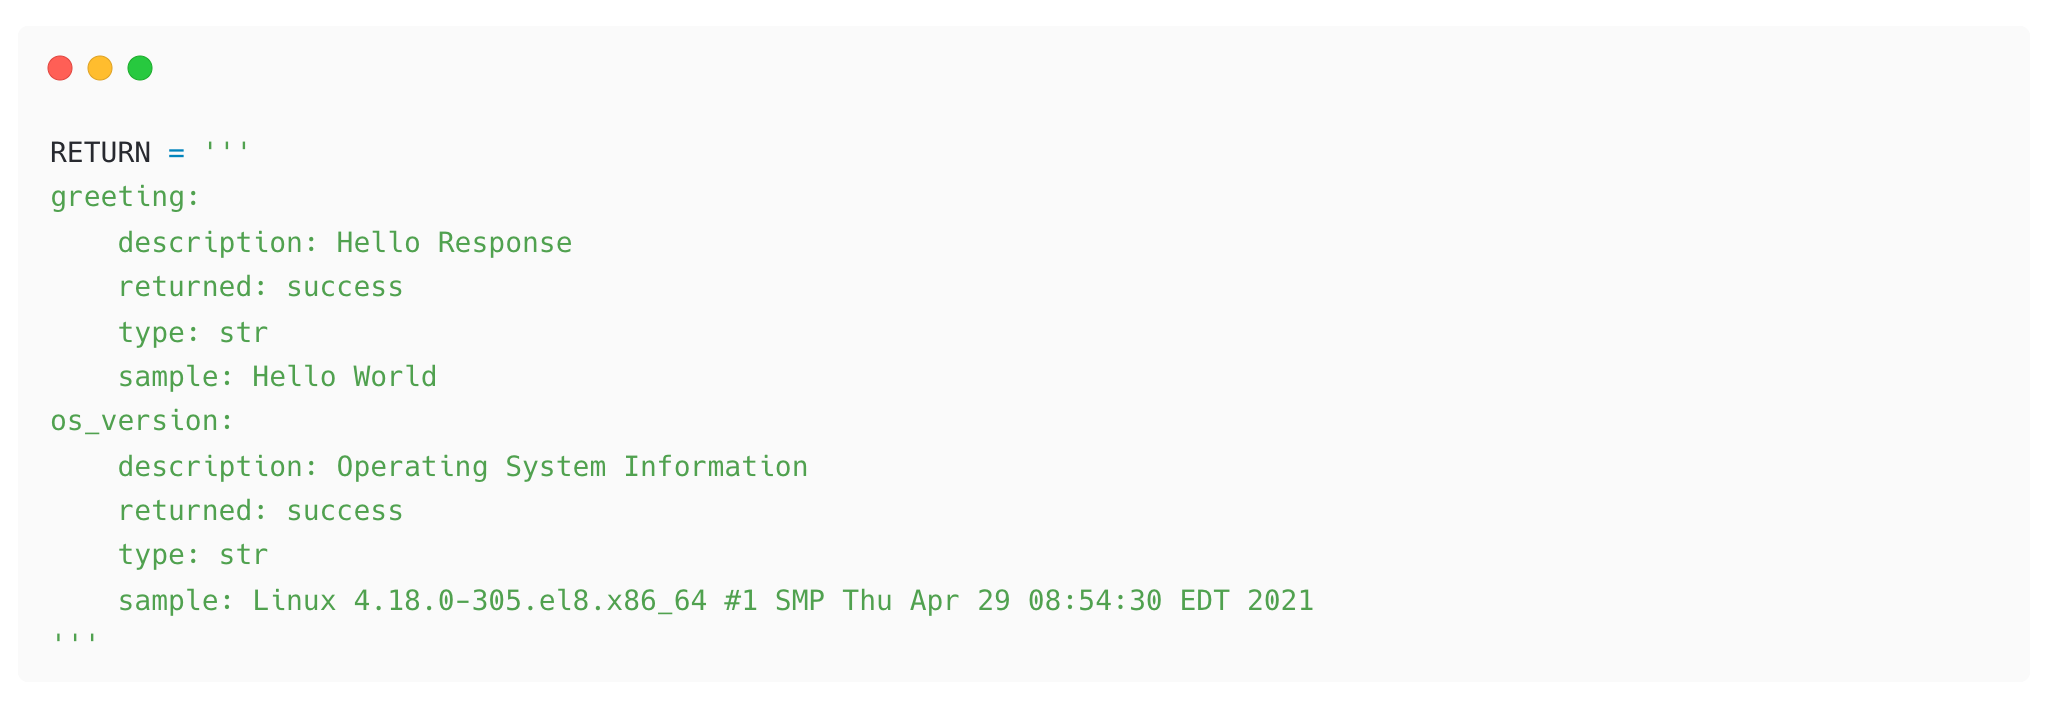 RETURN = '''
greeting:
    description: Hello Response
    returned: success
    type: str
    sample: Hello World
os_version:
    description: Operating System Information
    returned: success
    type: str
    sample: Linux 4.18.0-305.el8.x86_64 #1 SMP Thu Apr 29 08:54:30 EDT 2021
'''